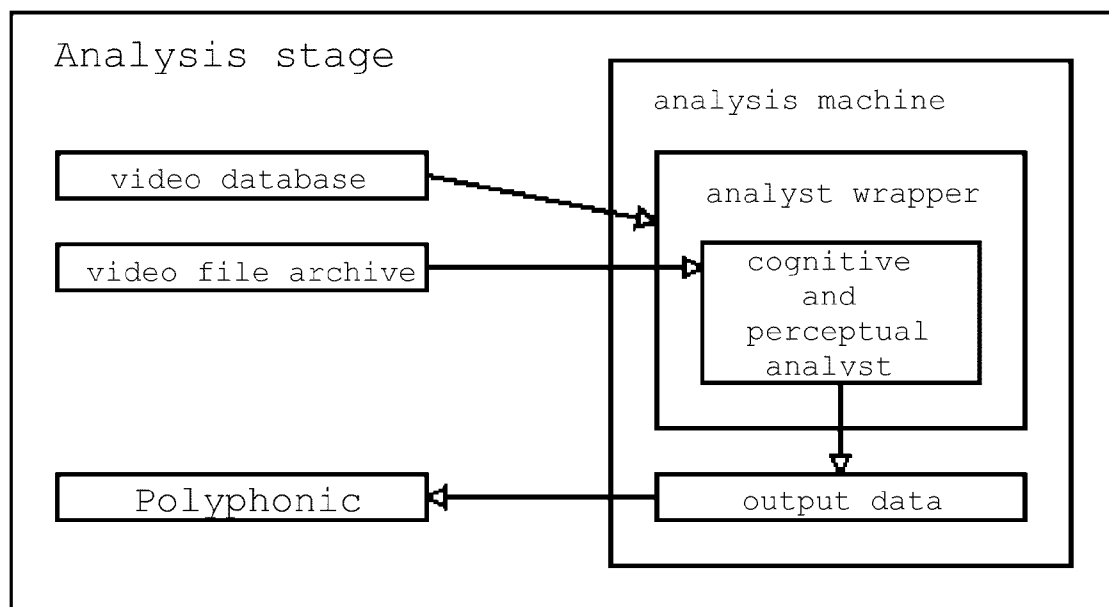 Analysis stage
analysis machine
video database
analyst wrapper
video file archive
cognitive
and
perceptual
analyst
Polyphonic
output data